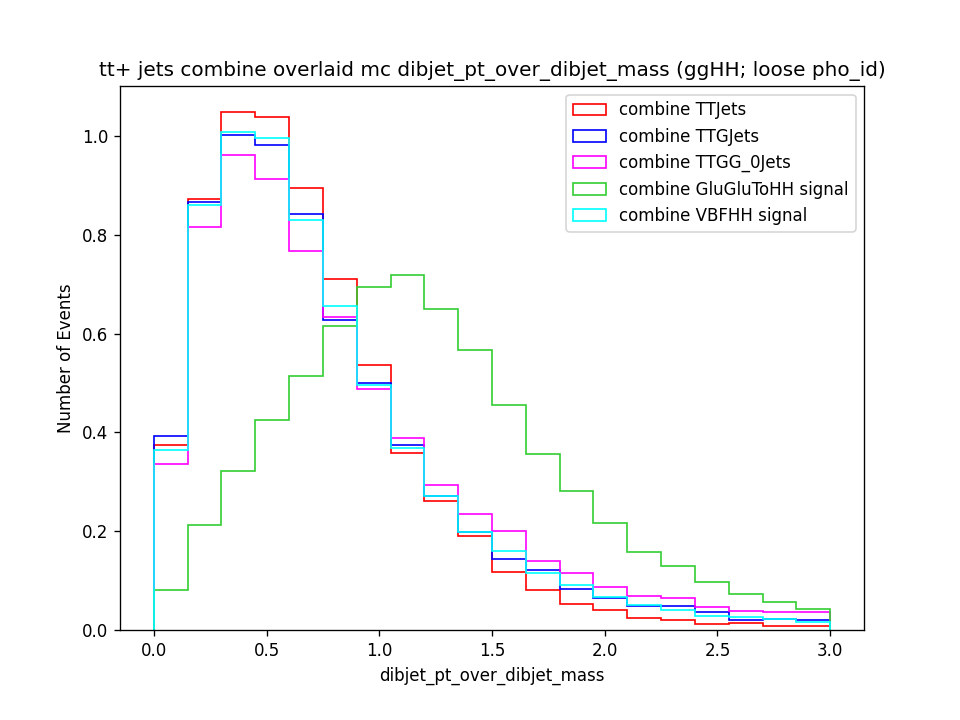 tt+ jets combine overlaid mc dibjet_pt_over_dibjet_mass (ggHH; loose pho_id)
combine TTJets
combine TTGJets
combine TTGG_0Jets
combine GluGluToHH signal
combine VBFHH signal
Number of Events
1.0
0.8
0.6
0.4
0.2
0.0
0.0 0.5 1.0 1.5 2.0 2.5 3.0
dibjet_pt_over_dibjet_mass